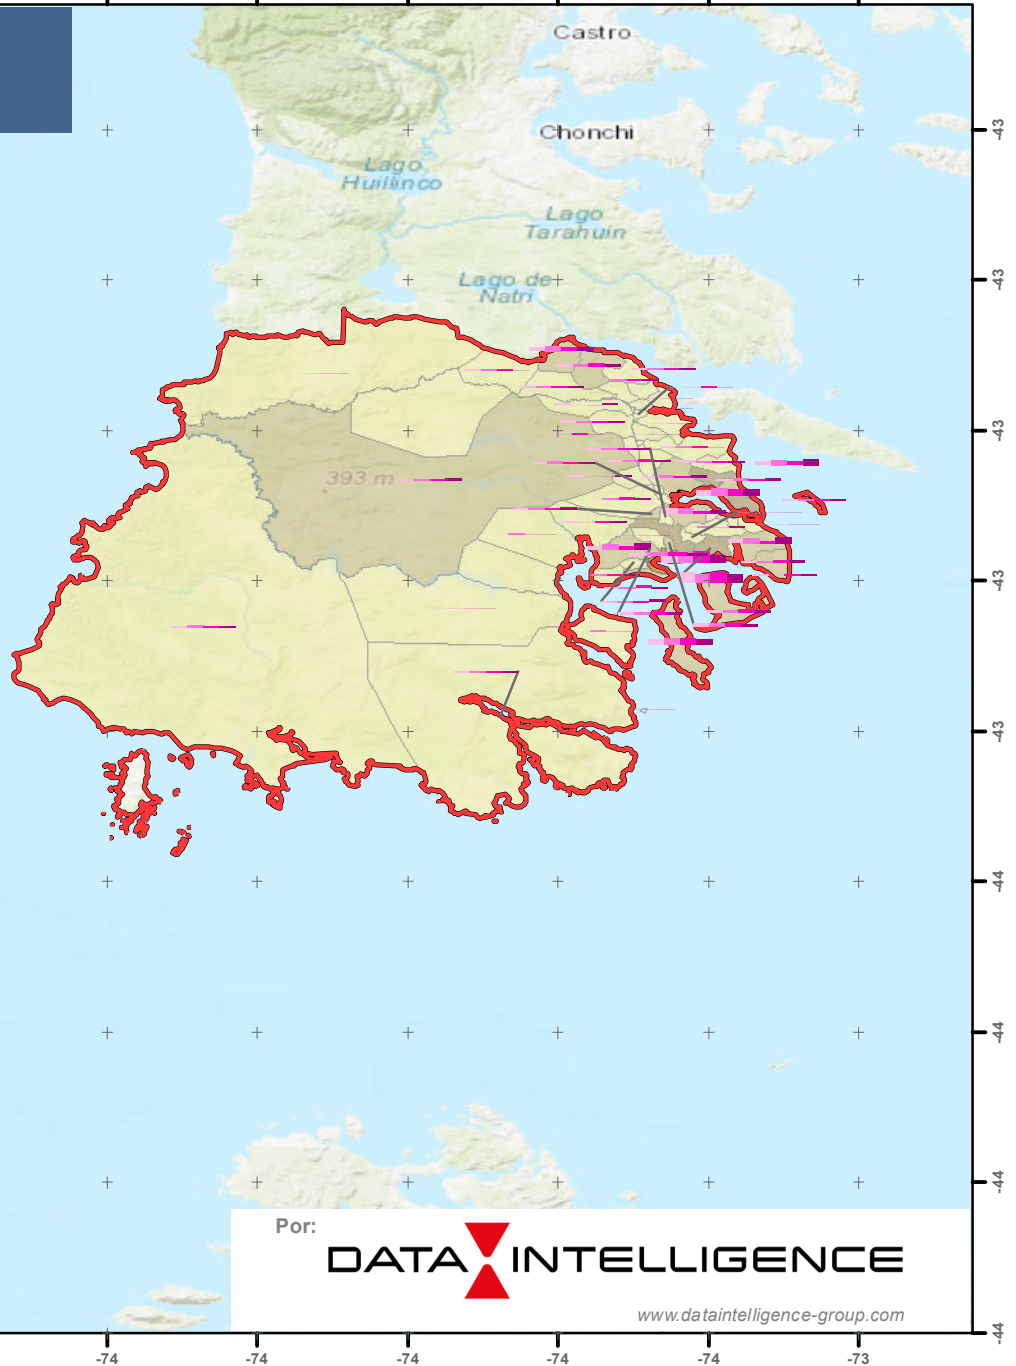 Castro
-43
Chonchi
Lago
Huillinco
Lago
Tarahuin
-43
Lago de
Natri
-43
393 m
-43
-43
-44
-44
-44
Por:
DATA INTELLIGENCE
www.dataintelligence-group.com
-44
-74
-74
-74
-74
-74
-73